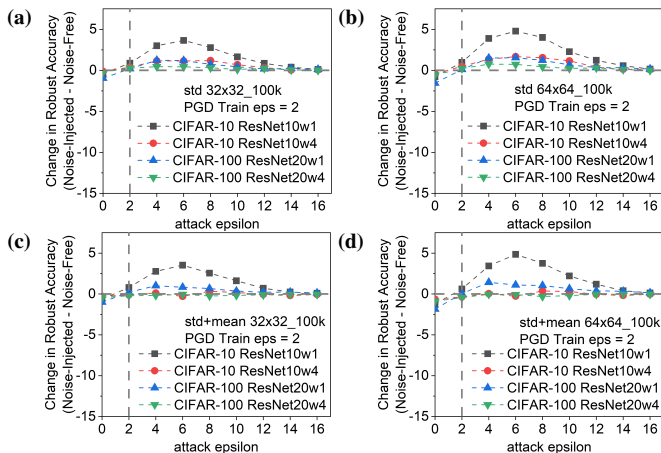 (a)
Change in Robust Accuracy
(Noise-Injected - Noise-Free)
5
0
-5
-10
-15
std 32x32_100k
PGD Train eps = 2
CIFAR-10 ResNet10w1
CIFAR-10 ResNet10w4
CIFAR-100 ResNet20w1
CIFAR-100 ResNet20w4
0 2 4 6 8 10 12 14 16
attack epsilon
(b)
Change in Robust Accuracy
(Noise-Injected - Noise-Free)
5
0
-5
-10
-15
std 64x64_100k
PGD Train eps = 2
CIFAR-10 ResNet10w1
CIFAR-10 ResNet10w4
CIFAR-100 ResNet20w1
CIFAR-100 ResNet20w4
0 2 4 6 8 10 12 14 16
attack epsilon
(c)
Change in Robust Accuracy
(Noise-Injected - Noise-Free)
5
0
-5
-10
-15
std+mean 32x32_100k
PGD Train eps = 2
CIFAR-10 ResNet10w1
CIFAR-10 ResNet10w4
CIFAR-100 ResNet20w1
CIFAR-100 ResNet20w4
0 2 4 6 8 10 12 14 16
attack epsilon
(d)
Change in Robust Accuracy
(Noise-Injected - Noise-Free)
5
0
-5
-10
-15
std+mean 64x64_100k
PGD Train eps = 2
CIFAR-10 ResNet10w1
CIFAR-10 ResNet10w4
CIFAR-100 ResNet20w1
CIFAR-100 ResNet20w4
0 2 4 6 8 10 12 14 16
attack epsilon